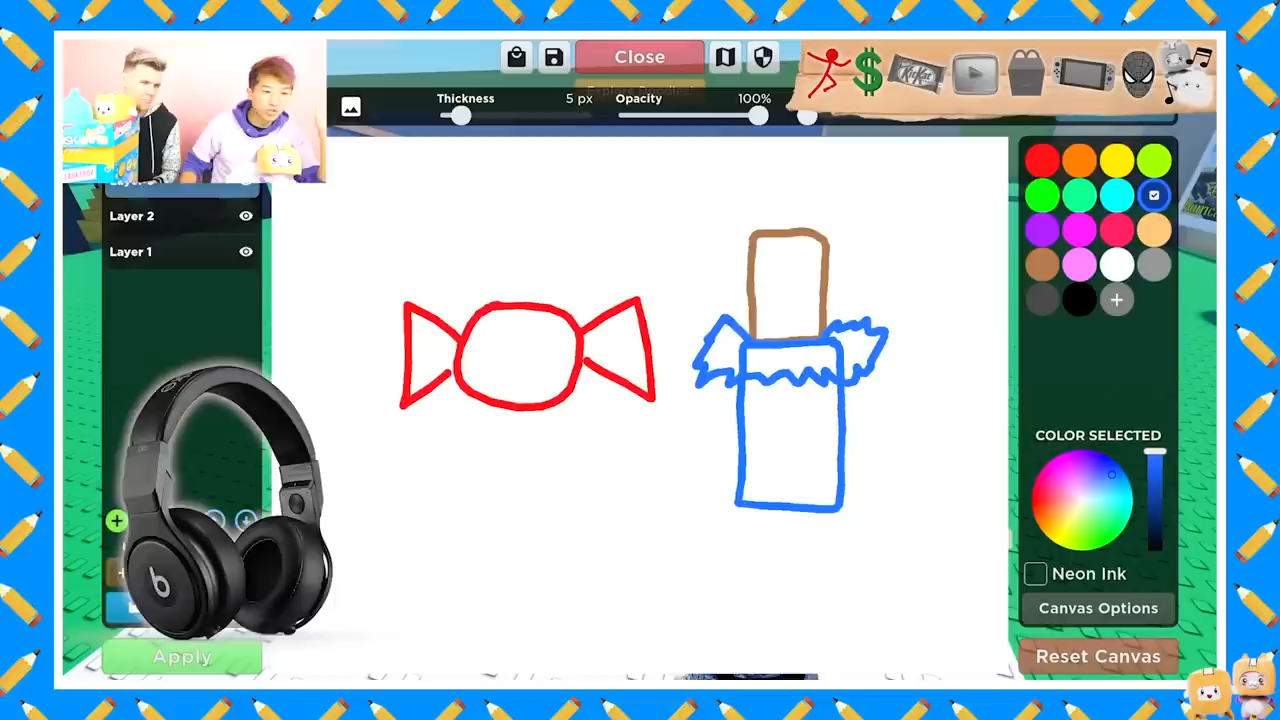 Close
Thickness
5 px
Opacity
100%
KitKat
Layer 2
Layer 1
COLOR SELECTED
Neon Ink
Canvas Options
Apply
Reset Canvas
b